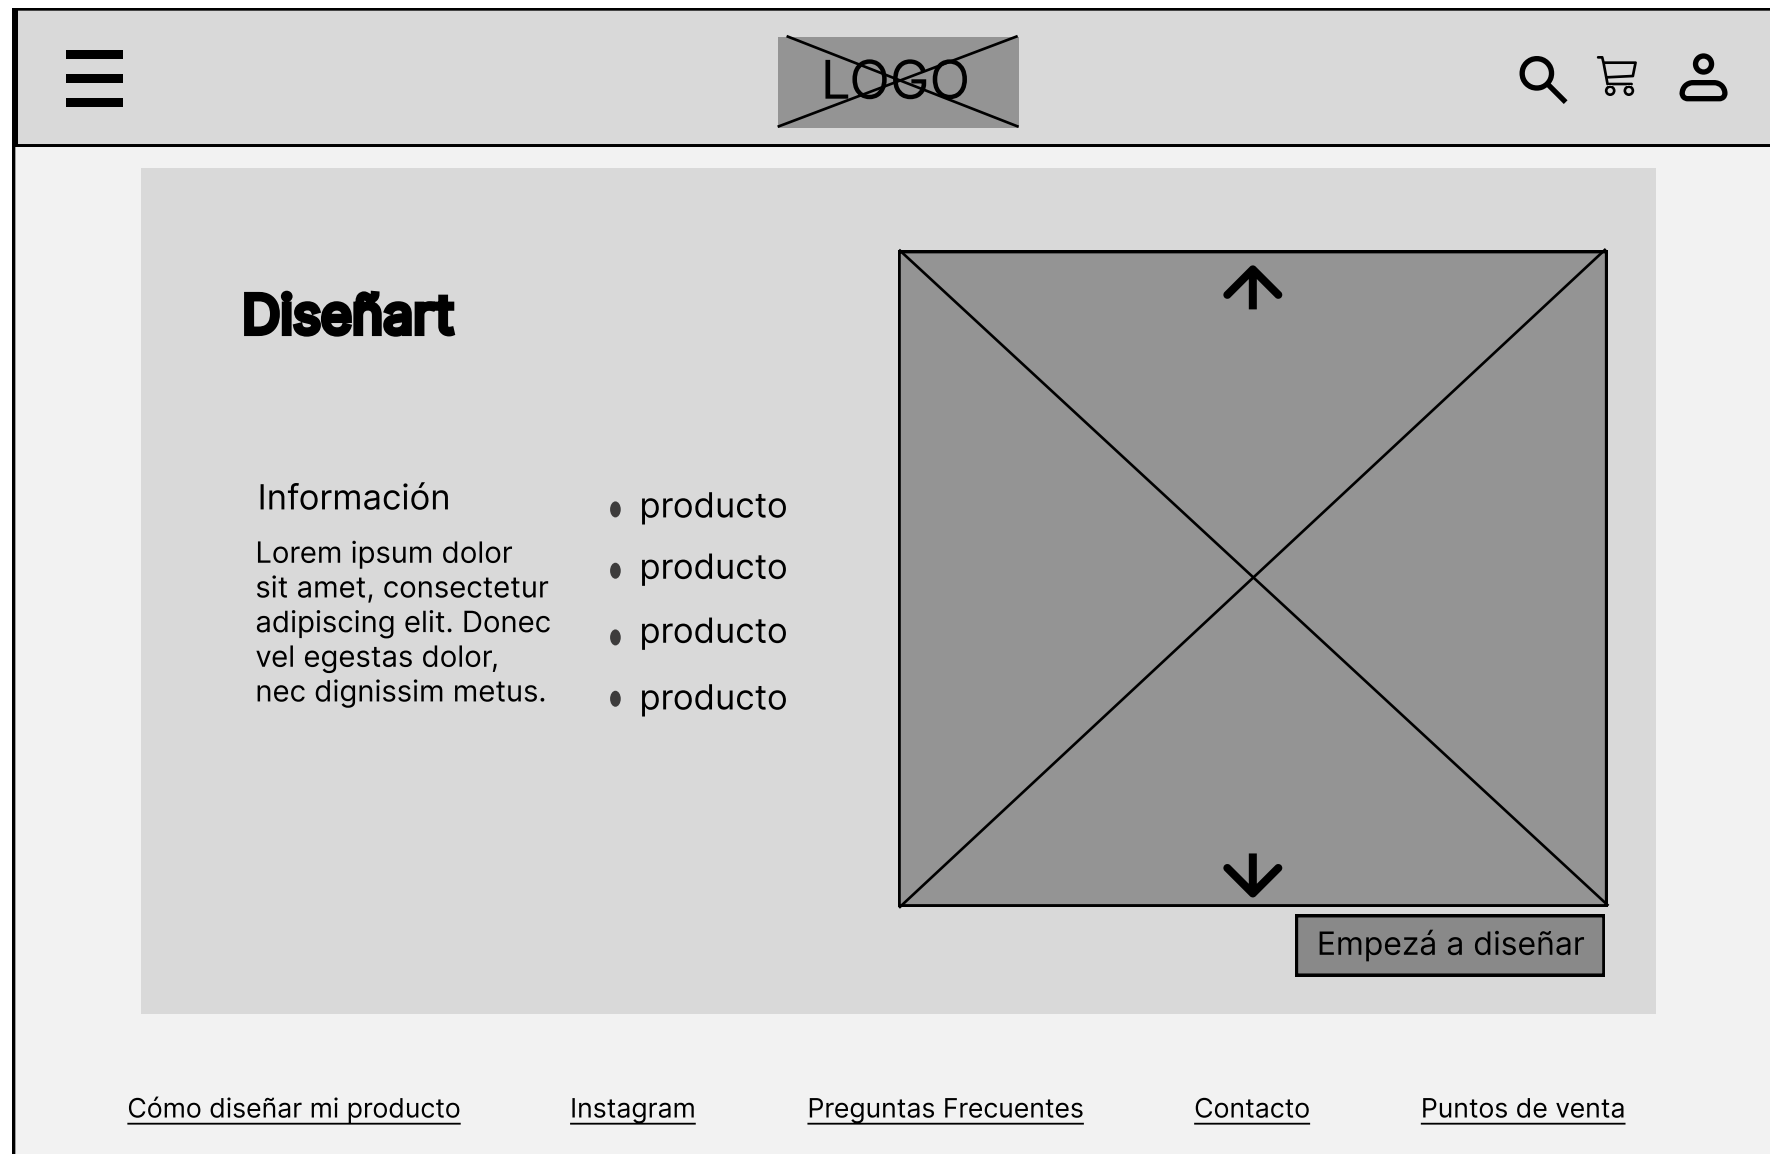 LOGO
Diseñart
Información
Lorem ipsum dolor
sit amet, consectetur
adipiscing elit. Donec
vel egestas dolor,
nec dignissim metus.
producto
producto
producto
producto
Empezá a diseñar
Cómo diseñar mi producto
Instagram
Preguntas Frecuentes
Contacto
Puntos de venta